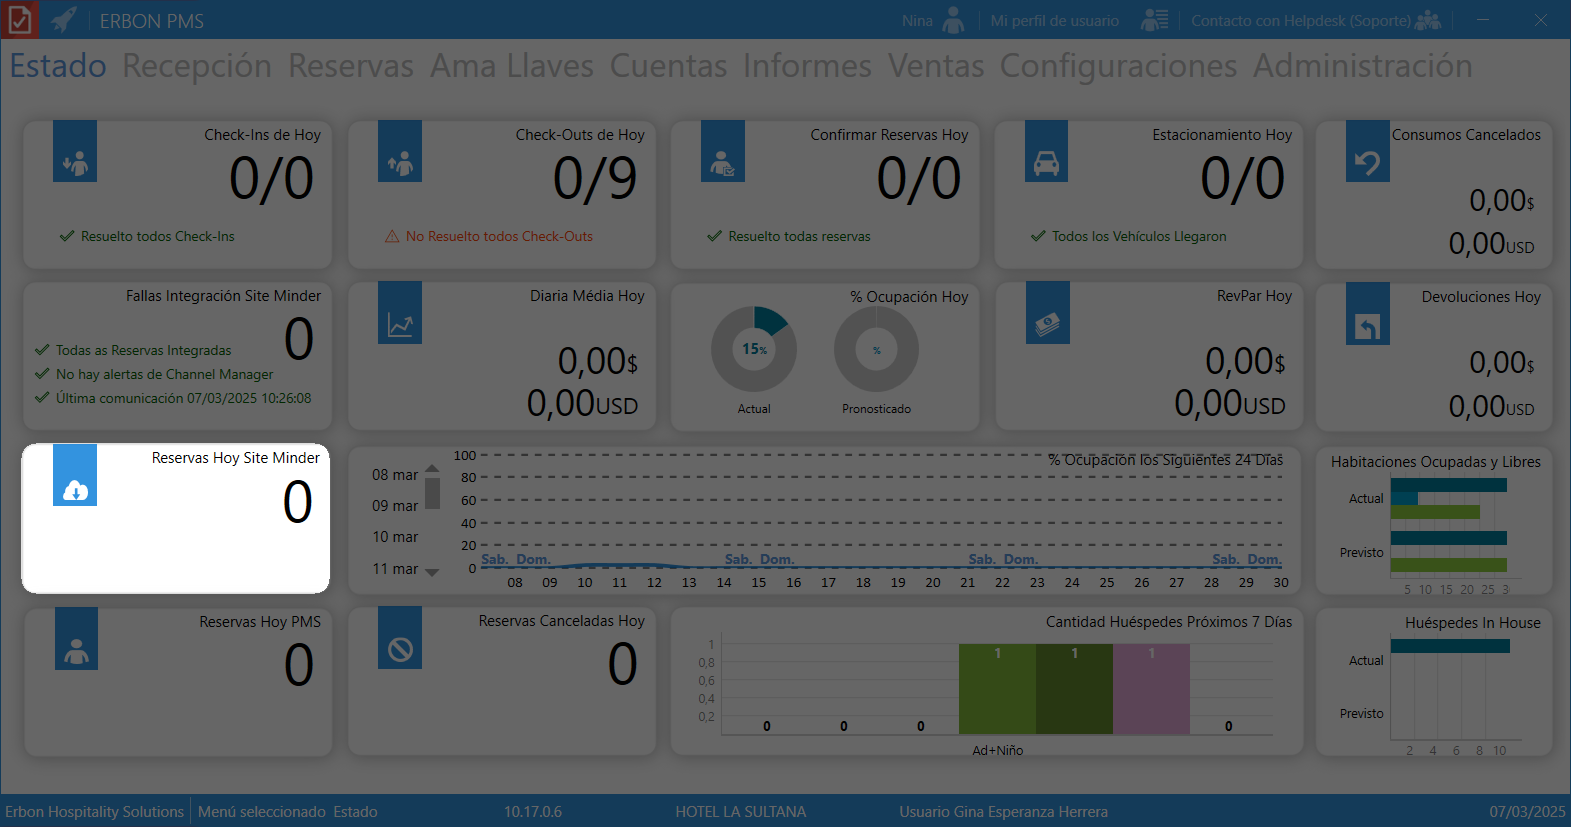 ERBON PMS
Nina
Mi perfil de usuario
Contacto con Helpdesk (Soporte)
Estado Recepción Reservas Ama Llaves Cuentas Informes Ventas Configuraciones Administración
Check-Ins de Hoy
0/0
Resuelto todos Check-Ins
Check-Outs de Hoy
0/9
No Resuelto todos Check-Outs
Confirmar Reservas Hoy
0/0
Resuelto todas reservas
Estacionamiento Hoy
0/0
Todos los Vehículos Llegaron
Consumos Cancelados
0,00$
0,00USD
Fallas Integración Site Minder
0
Todas as Reservas Integradas
No hay alertas de Channel Manager
Última comunicación 07/03/2025 10:26:08
Diaria Média Hoy
0,00$
0,00USD
% Ocupación Hoy
15%
%
Actual
Pronosticado
RevPar Hoy
0,00$
0,00USD
Devoluciones Hoy
0,00$
0,00USD
Reservas Hoy Site Minder
0
08 mar
09 mar
10 mar
11 mar
% Ocupación los Siguientes 24 Días
100
80
60
40
20
0
Sab. Dom. Sab. Dom. Sab. Dom. Sab. Dom.
08 09 10 11 12 13 14 15 16 17 18 19 20 21 22 23 24 25 26 27 28 29 30
Habitaciones Ocupadas y Libres
Actual
Previsto
5 10 15 20 25 3
Reservas Hoy PMS
0
Reservas Canceladas Hoy
0
Cantidad Huéspedes Próximos 7 Días
1
0,8
0,6
0,4
0,2
0 0 0 1 1 1 0
Ad+Niño
Huéspedes In House
Actual
Previsto
2 4 6 8 10
Erbon Hospitality Solutions
Menú seleccionado Estado
10.17.0.6
HOTEL LA SULTANA
Usuario Gina Esperanza Herrera
07/03/2025